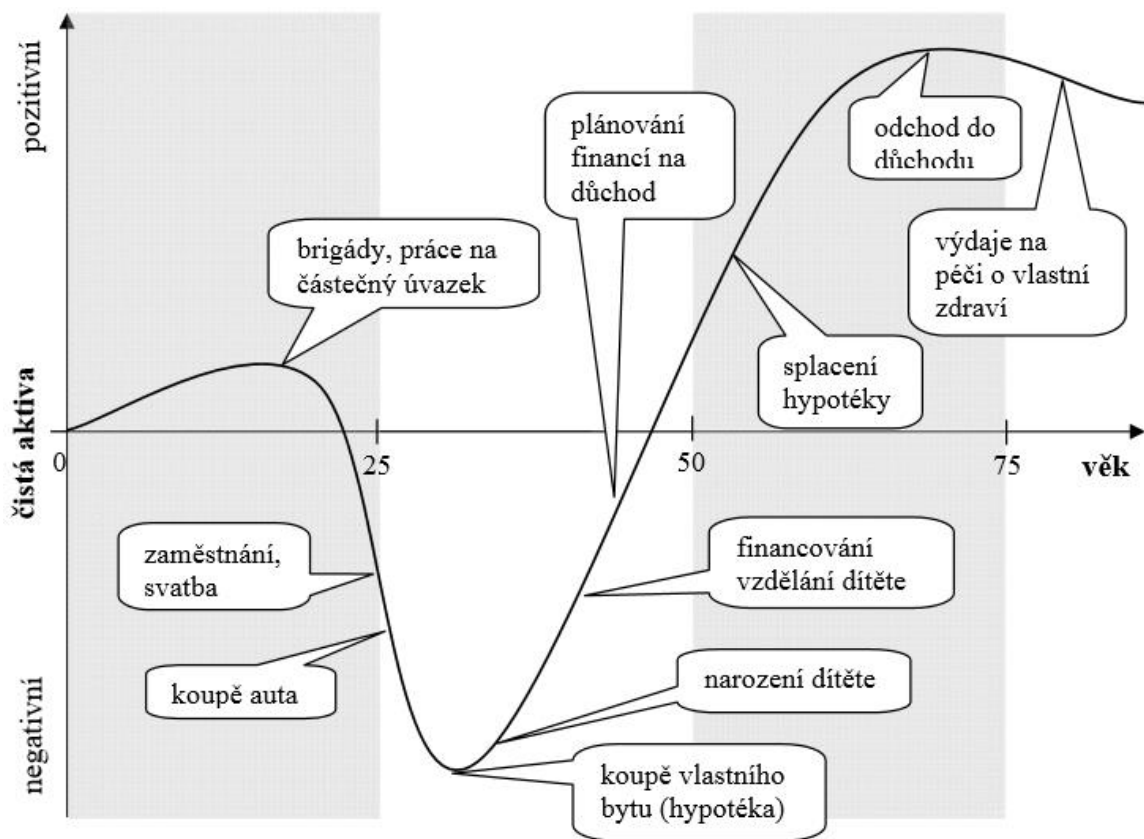 pozitivní
plánování
financí na
důchod
odchod do
důchodu
brigády, práce na
částečný úvazek
výdaje na
péči o vlastní
zdraví
splacení
hypotéky
čistá aktiva
0
25
50
75
věk
zaměstnání,
svatba
financování
vzdělání dítěte
koupě auta
narození dítěte
negativní
koupě vlastního
bytu (hypotéka)